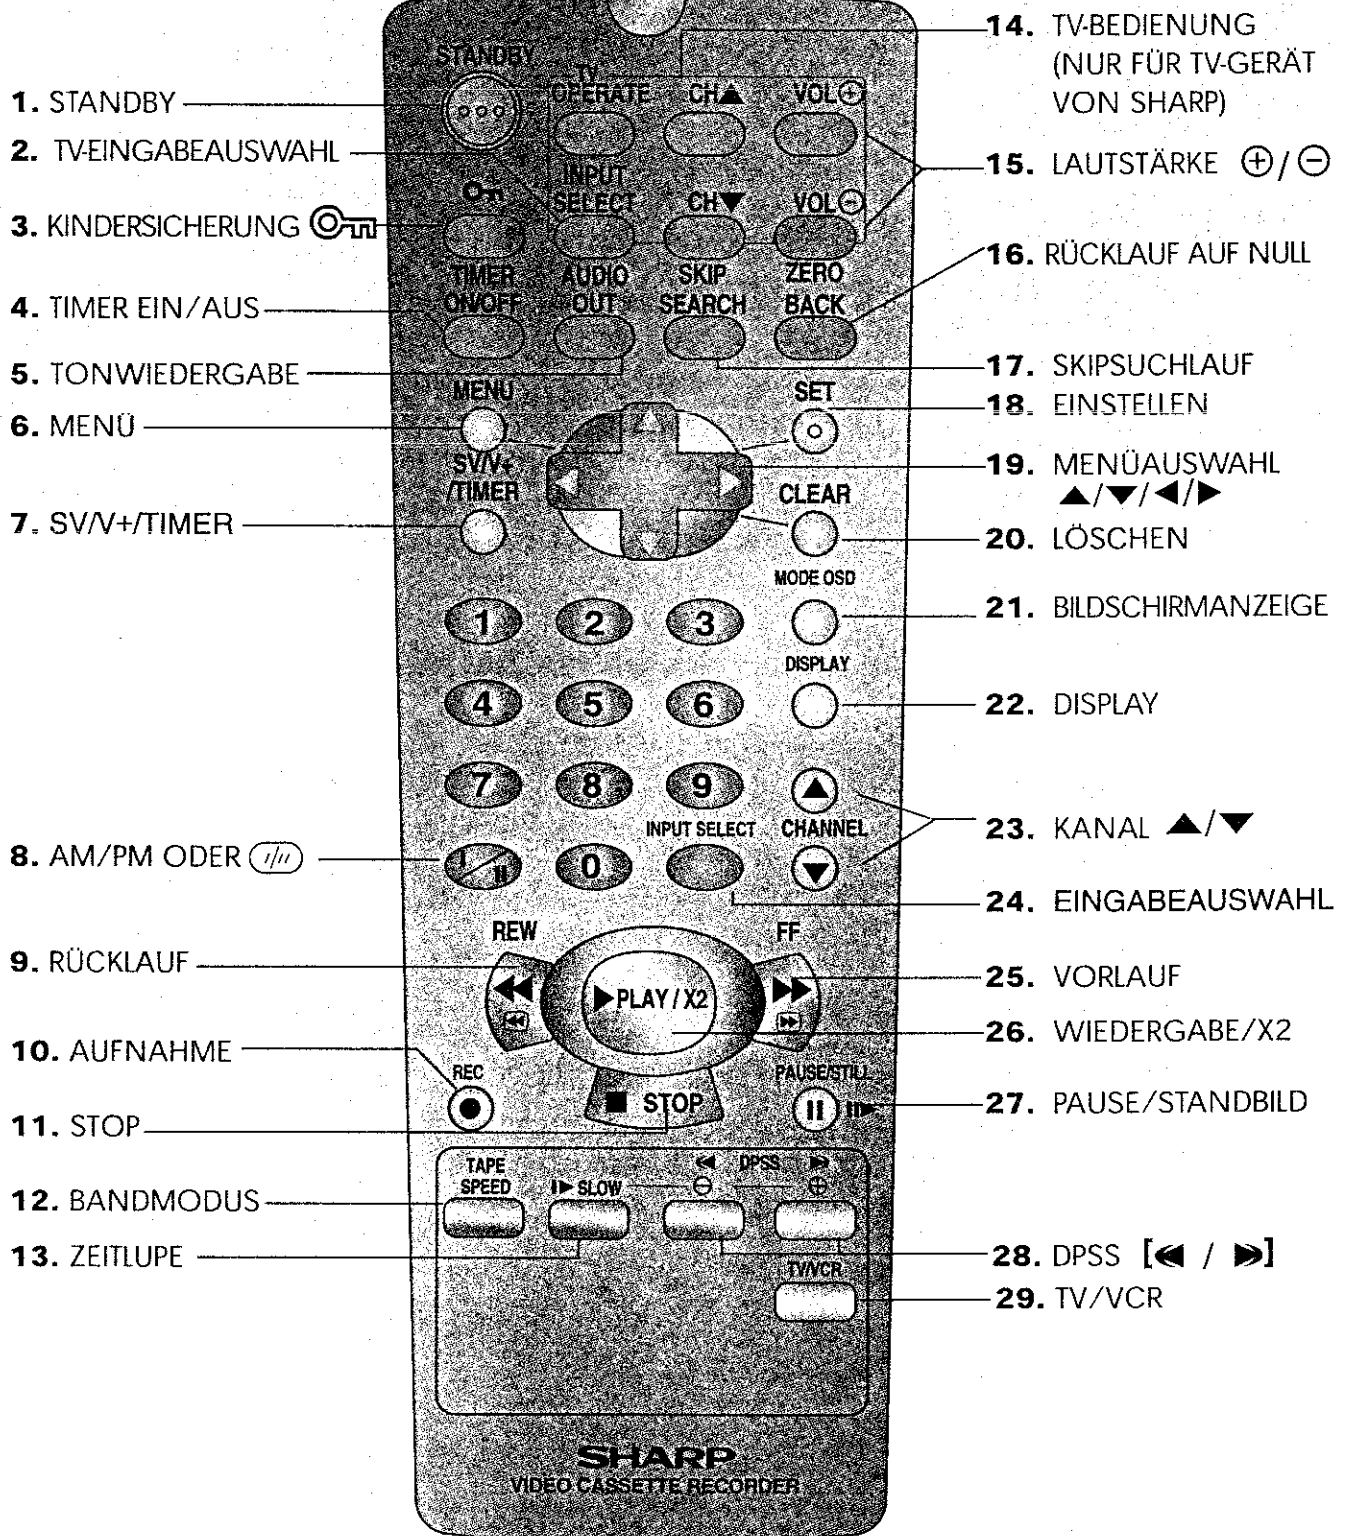 1. STANDBY
2. TV-EINGABEAUSWAHL
3. KINDERSICHERUNG
4. TIMER EIN/AUS
5. TONWIEDERGABE
6. MENÜ
7. SV/V+/TIMER
8. AM/PM ODER (I/II)
9. RÜCKLAUF
10. AUFNAHME
11. STOP
12. BANDMODUS
13. ZEITLUPE
STANDBY
TV
OPERATE CH▲ VOL⊕
INPUT
SELECT CH▼ VOL⊖
TIMER AUDIO SKIP ZERO
ON/OFF OUT SEARCH BACK
MENU SET
SV/V+
/TIMER CLEAR
MODE OSD
1 2 3
DISPLAY
4 5 6
7 8 9
INPUT SELECT CHANNEL
I/II 0
REW FF
▶PLAY/X2
REC PAUSE/STILL
■ STOP
TAPE
SPEED
DPSS
SLOW ⊖ ⊕
TV/VCR
SHARP
VIDEO CASSETTE RECORDER
14. TV-BEDIENUNG
(NUR FÜR TV-GERÄT
VON SHARP)
15. LAUTSTÄRKE ⊕/⊖
16. RÜCKLAUF AUF NULL
17. SKIPSUCHLAUF
18. EINSTELLEN
19. MENÜAUSWAHL
▲/▼/◀/▶
20. LÖSCHEN
21. BILDSCHIRMANZEIGE
22. DISPLAY
23. KANAL ▲/▼
24. EINGABEAUSWAHL
25. VORLAUF
26. WIEDERGABE/X2
27. PAUSE/STANDBILD
28. DPSS [◀◀ / ▶▶]
29. TV/VCR